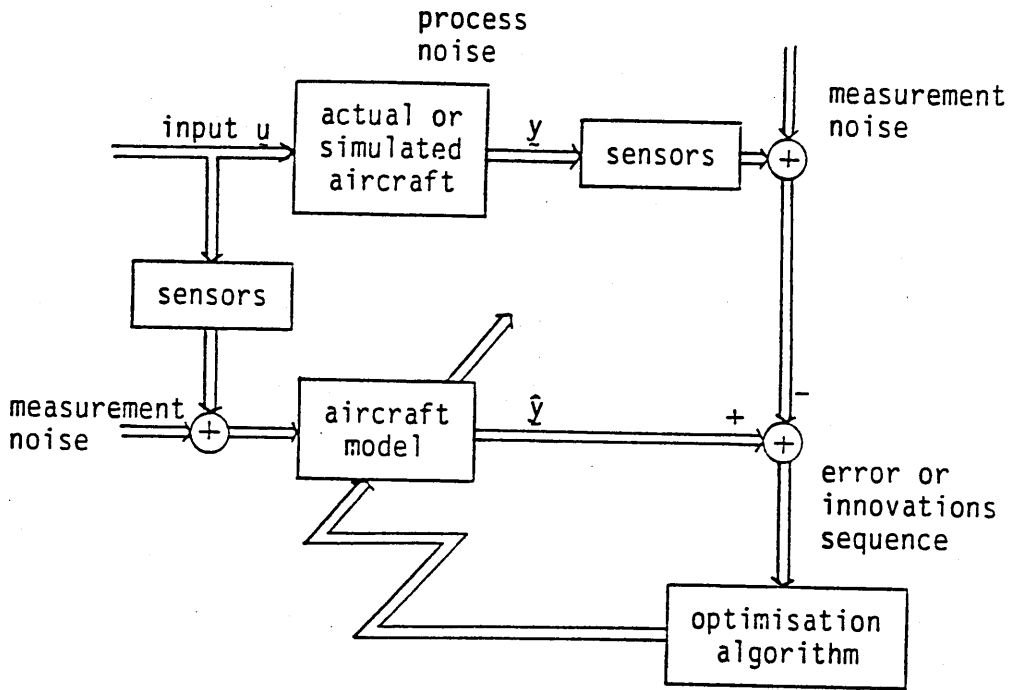 process
noise
measurement
noise
input u
actual or
simulated
aircraft
y
sensors
+
sensors
measurement
noise
+
aircraft
model
ŷ
+
-
+
error or
innovations
sequence
optimisation
algorithm